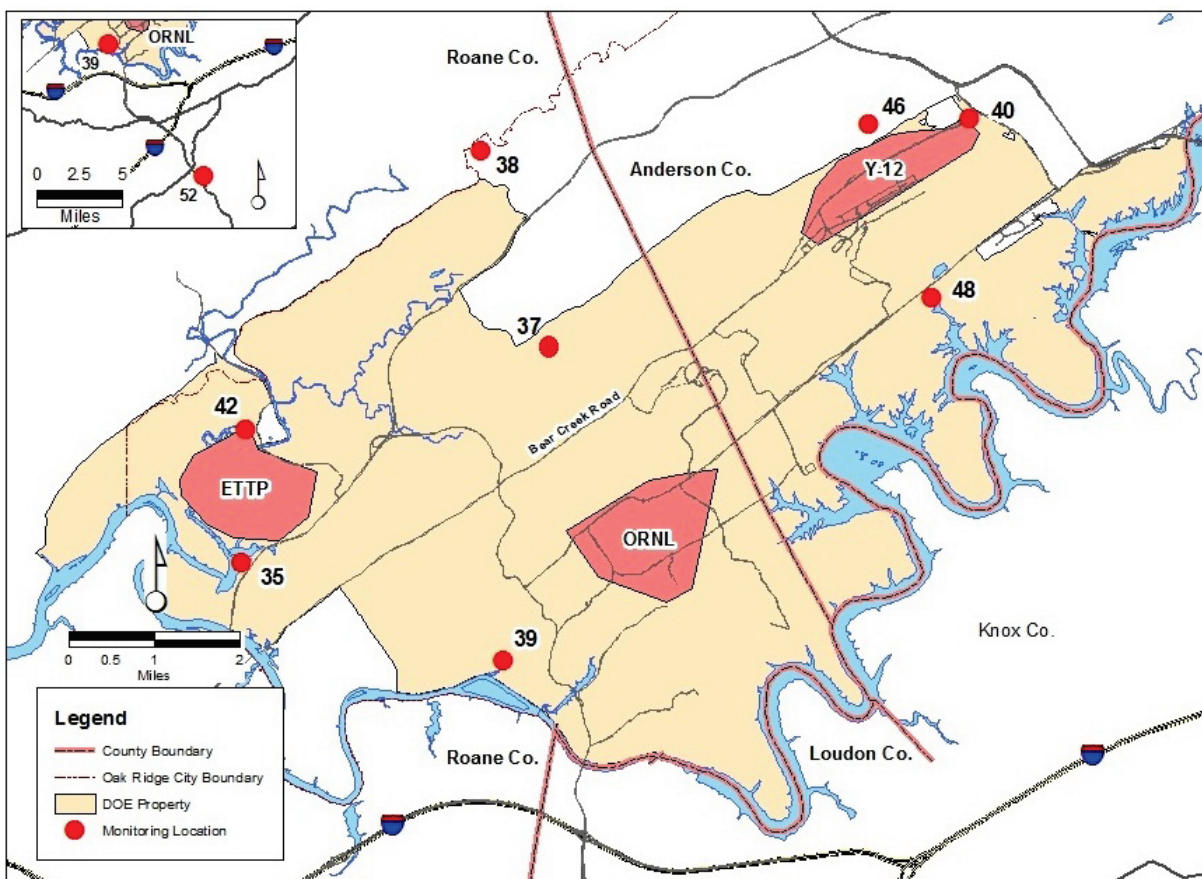 ORNL
39
0 2.5 5
Miles
52
Roane Co.
38
Anderson Co.
46
40
Y-12
48
37
Bear Creek Road
42
ETTP
35
ORNL
39
Knox Co.
0 0.5 1 2
Miles
Legend
County Boundary
Oak Ridge City Boundary
DOE Property
Monitoring Location
Roane Co.
Loudon Co.